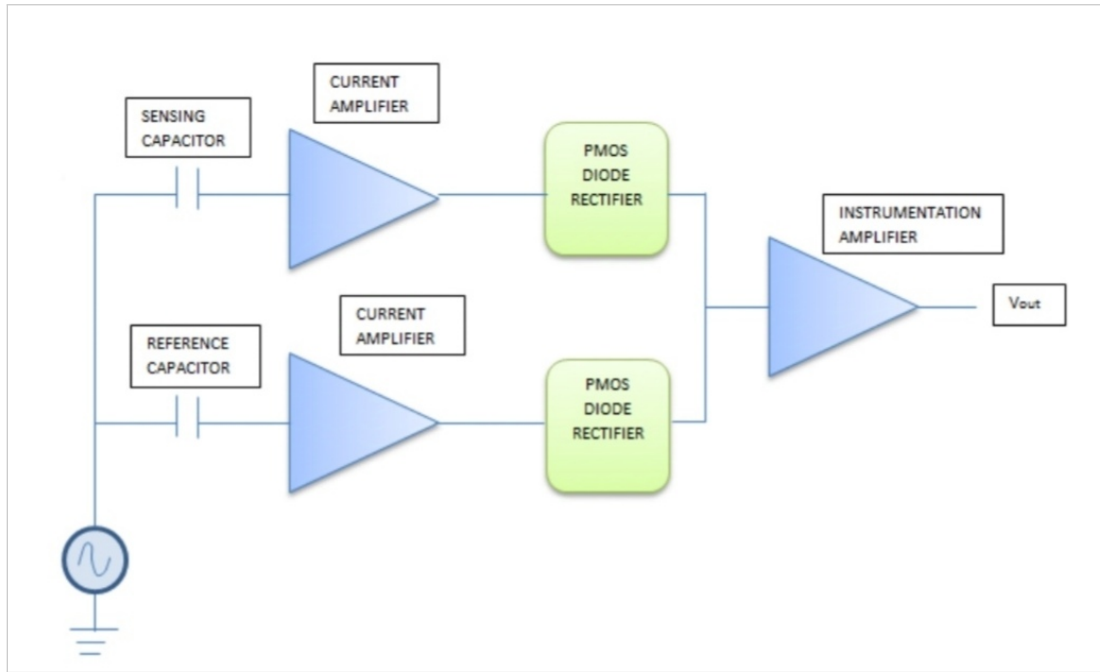 CURRENT
AMPLIFIER
SENSING
CAPACITOR
PMOS
DIODE
RECTIFIER
INSTRUMENTATION
AMPLIFIER
Vout
CURRENT
AMPLIFIER
REFERENCE
CAPACITOR
PMOS
DIODE
RECTIFIER